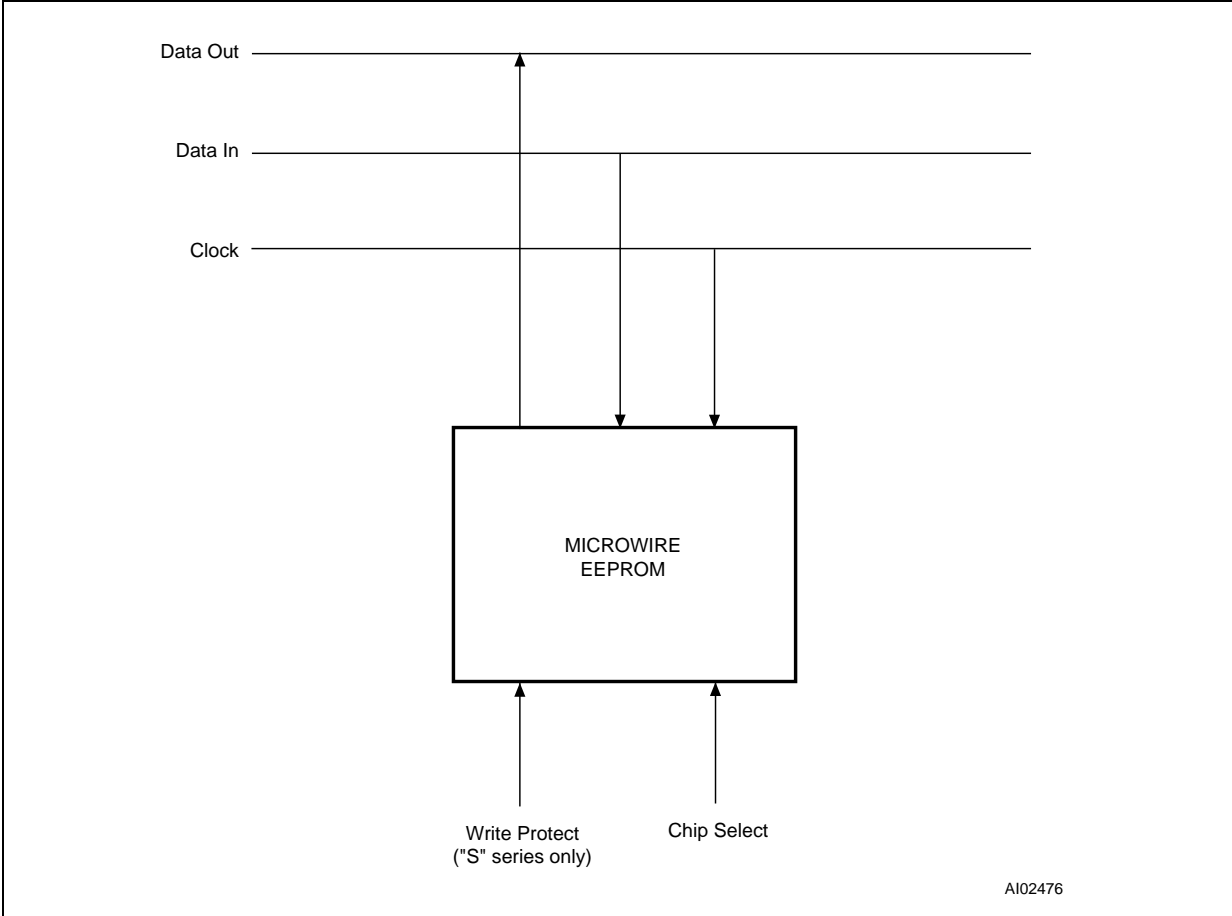 Data Out
Data In
Clock
MICROWIRE
EEPROM
Write Protect
("S" series only)
Chip Select
AI02476